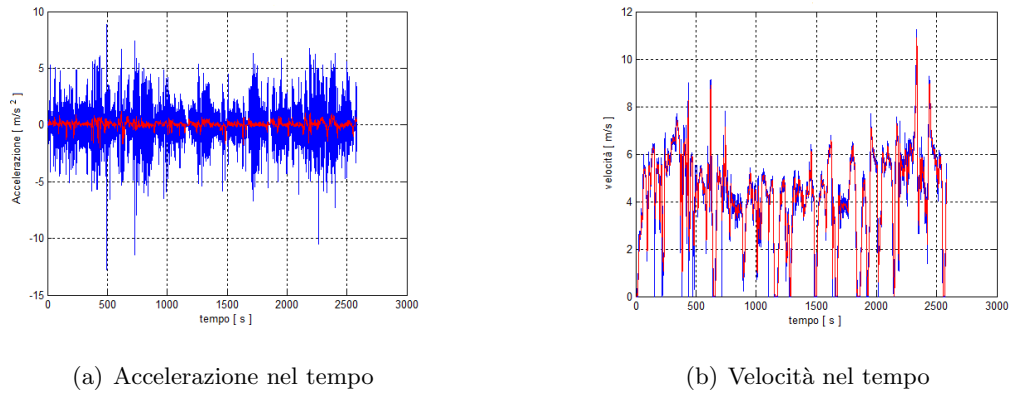 10
5
0
-5
-10
-15
Accelerazione [ m/s ² ]
0 500 1000 1500 2000 2500 3000
tempo [ s ]
(a) Accelerazione nel tempo
12
10
8
6
4
2
0
velocità [ m/s ]
0 500 1000 1500 2000 2500 3000
tempo [ s ]
(b) Velocità nel tempo